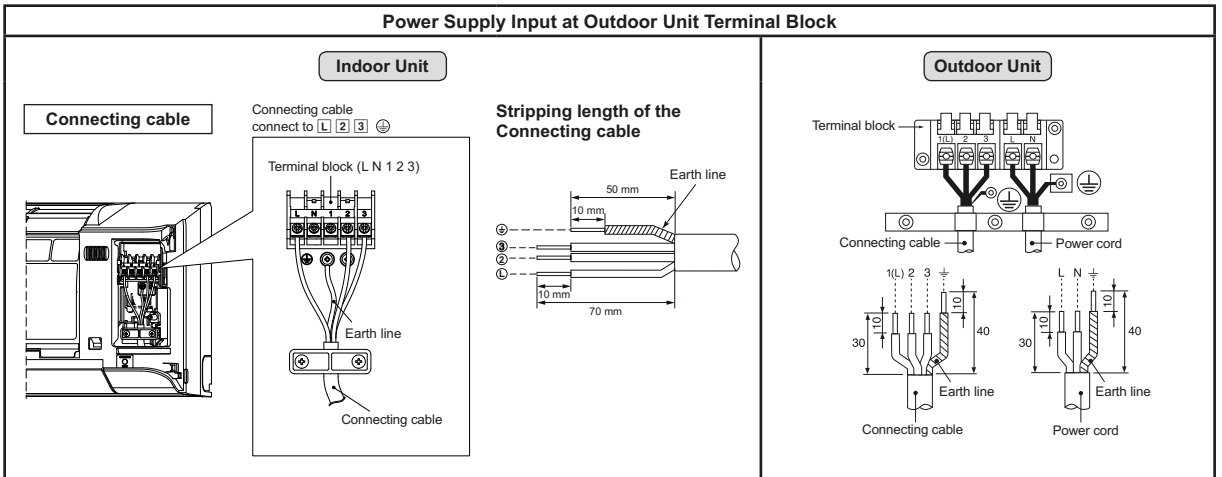 Power Supply Input at Outdoor Unit Terminal Block
Indoor Unit
Connecting cable
Connecting cable
connect to L 2 3 ⏚
Terminal block (L N 1 2 3)
L N 1 2 3
Earth line
Connecting cable
Stripping length of the
Connecting cable
Earth line
50 mm
10 mm
3
2
L
10 mm
70 mm
Outdoor Unit
Terminal block
1(L) 2 3 L N
Connecting cable
Power cord
1(L) 2 3 ⏚
10
10
30
40
Earth line
Connecting cable
L N ⏚
10
10
30
40
Earth line
Power cord